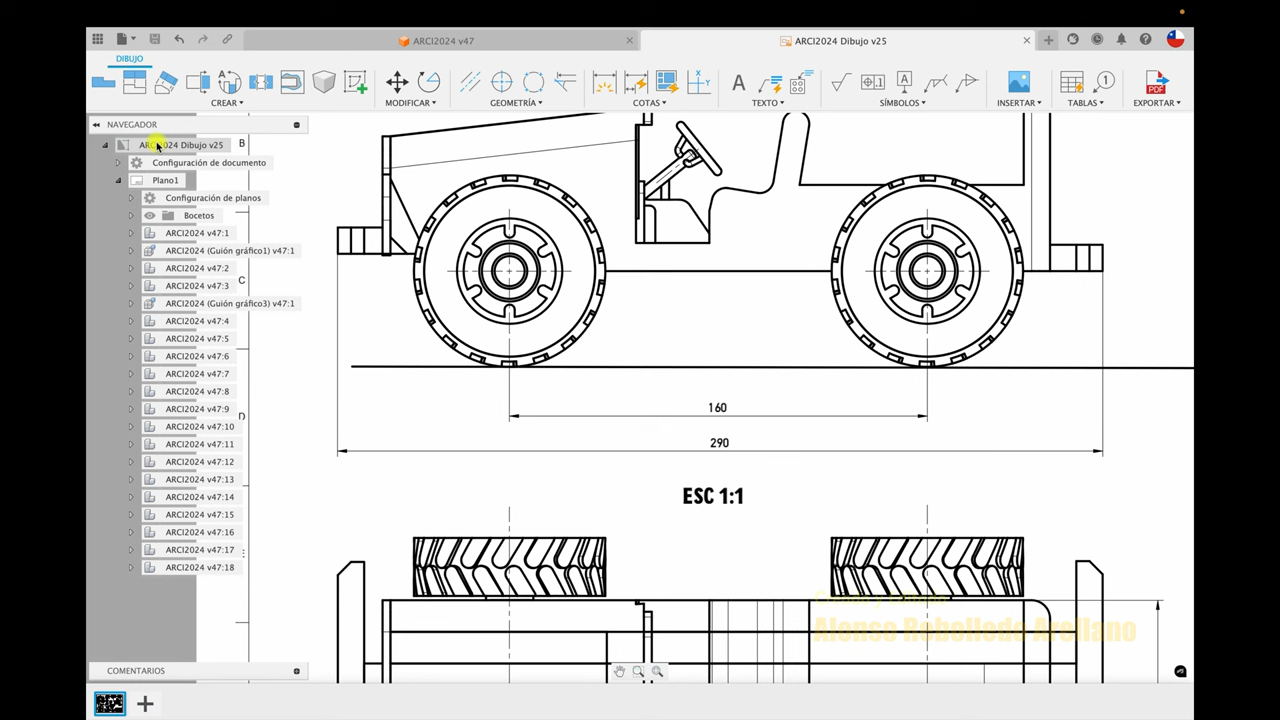 ARCI2024 v47
ARCI2024 Dibujo v25
DIBUJO
CREAR
MODIFICAR
GEOMETRÍA
COTAS
TEXTO
SÍMBOLOS
INSERTAR
TABLAS
EXPORTAR
PDF
NAVEGADOR
ARCI2024 Dibujo v25
B
Configuración de documento
Plano1
Configuración de planos
Bocetos
ARCI2024 v47:1
ARCI2024 (Guión gráfico1) v47:1
ARCI2024 v47:2
C
ARCI2024 v47:3
ARCI2024 (Guión gráfico3) v47:1
ARCI2024 v47:4
ARCI2024 v47:5
ARCI2024 v47:6
ARCI2024 v47:7
ARCI2024 v47:8
ARCI2024 v47:9
D
ARCI2024 v47:10
ARCI2024 v47:11
ARCI2024 v47:12
ARCI2024 v47:13
ARCI2024 v47:14
ARCI2024 v47:15
ARCI2024 v47:16
ARCI2024 v47:17
ARCI2024 v47:18
160
290
ESC 1:1
Alonso Rebolledo Arellano
COMENTARIOS